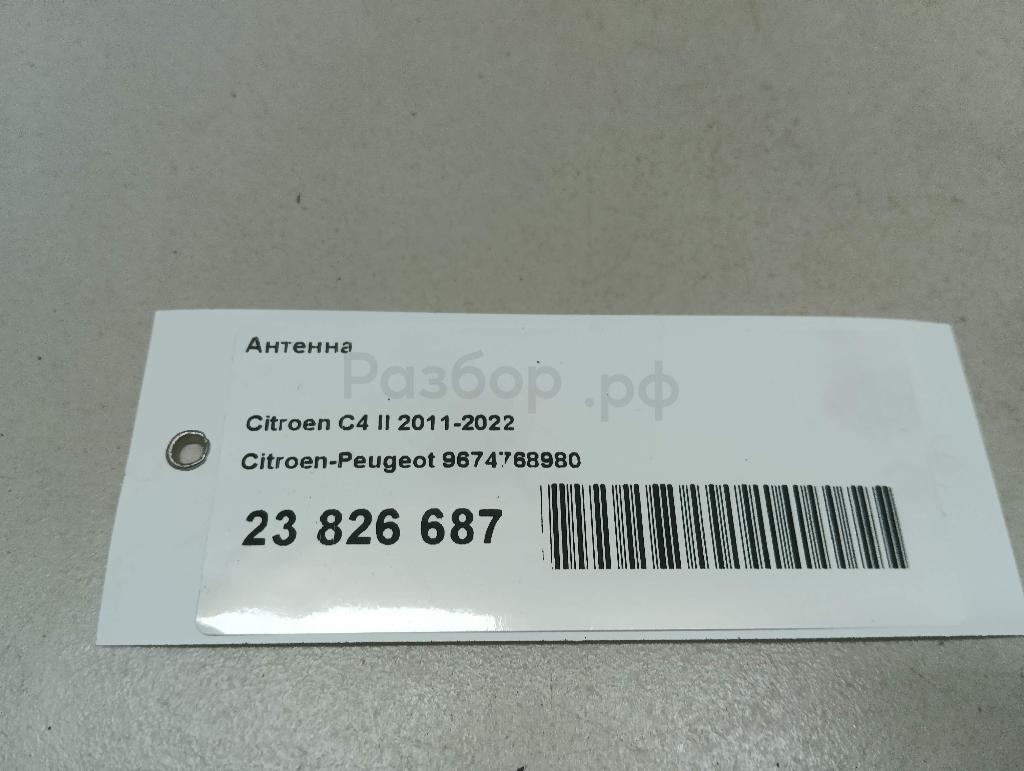 Антенна
Разбор.рф
Citroen C4 II 2011-2022
Citroen-Peugeot 9674768980
23 826 687